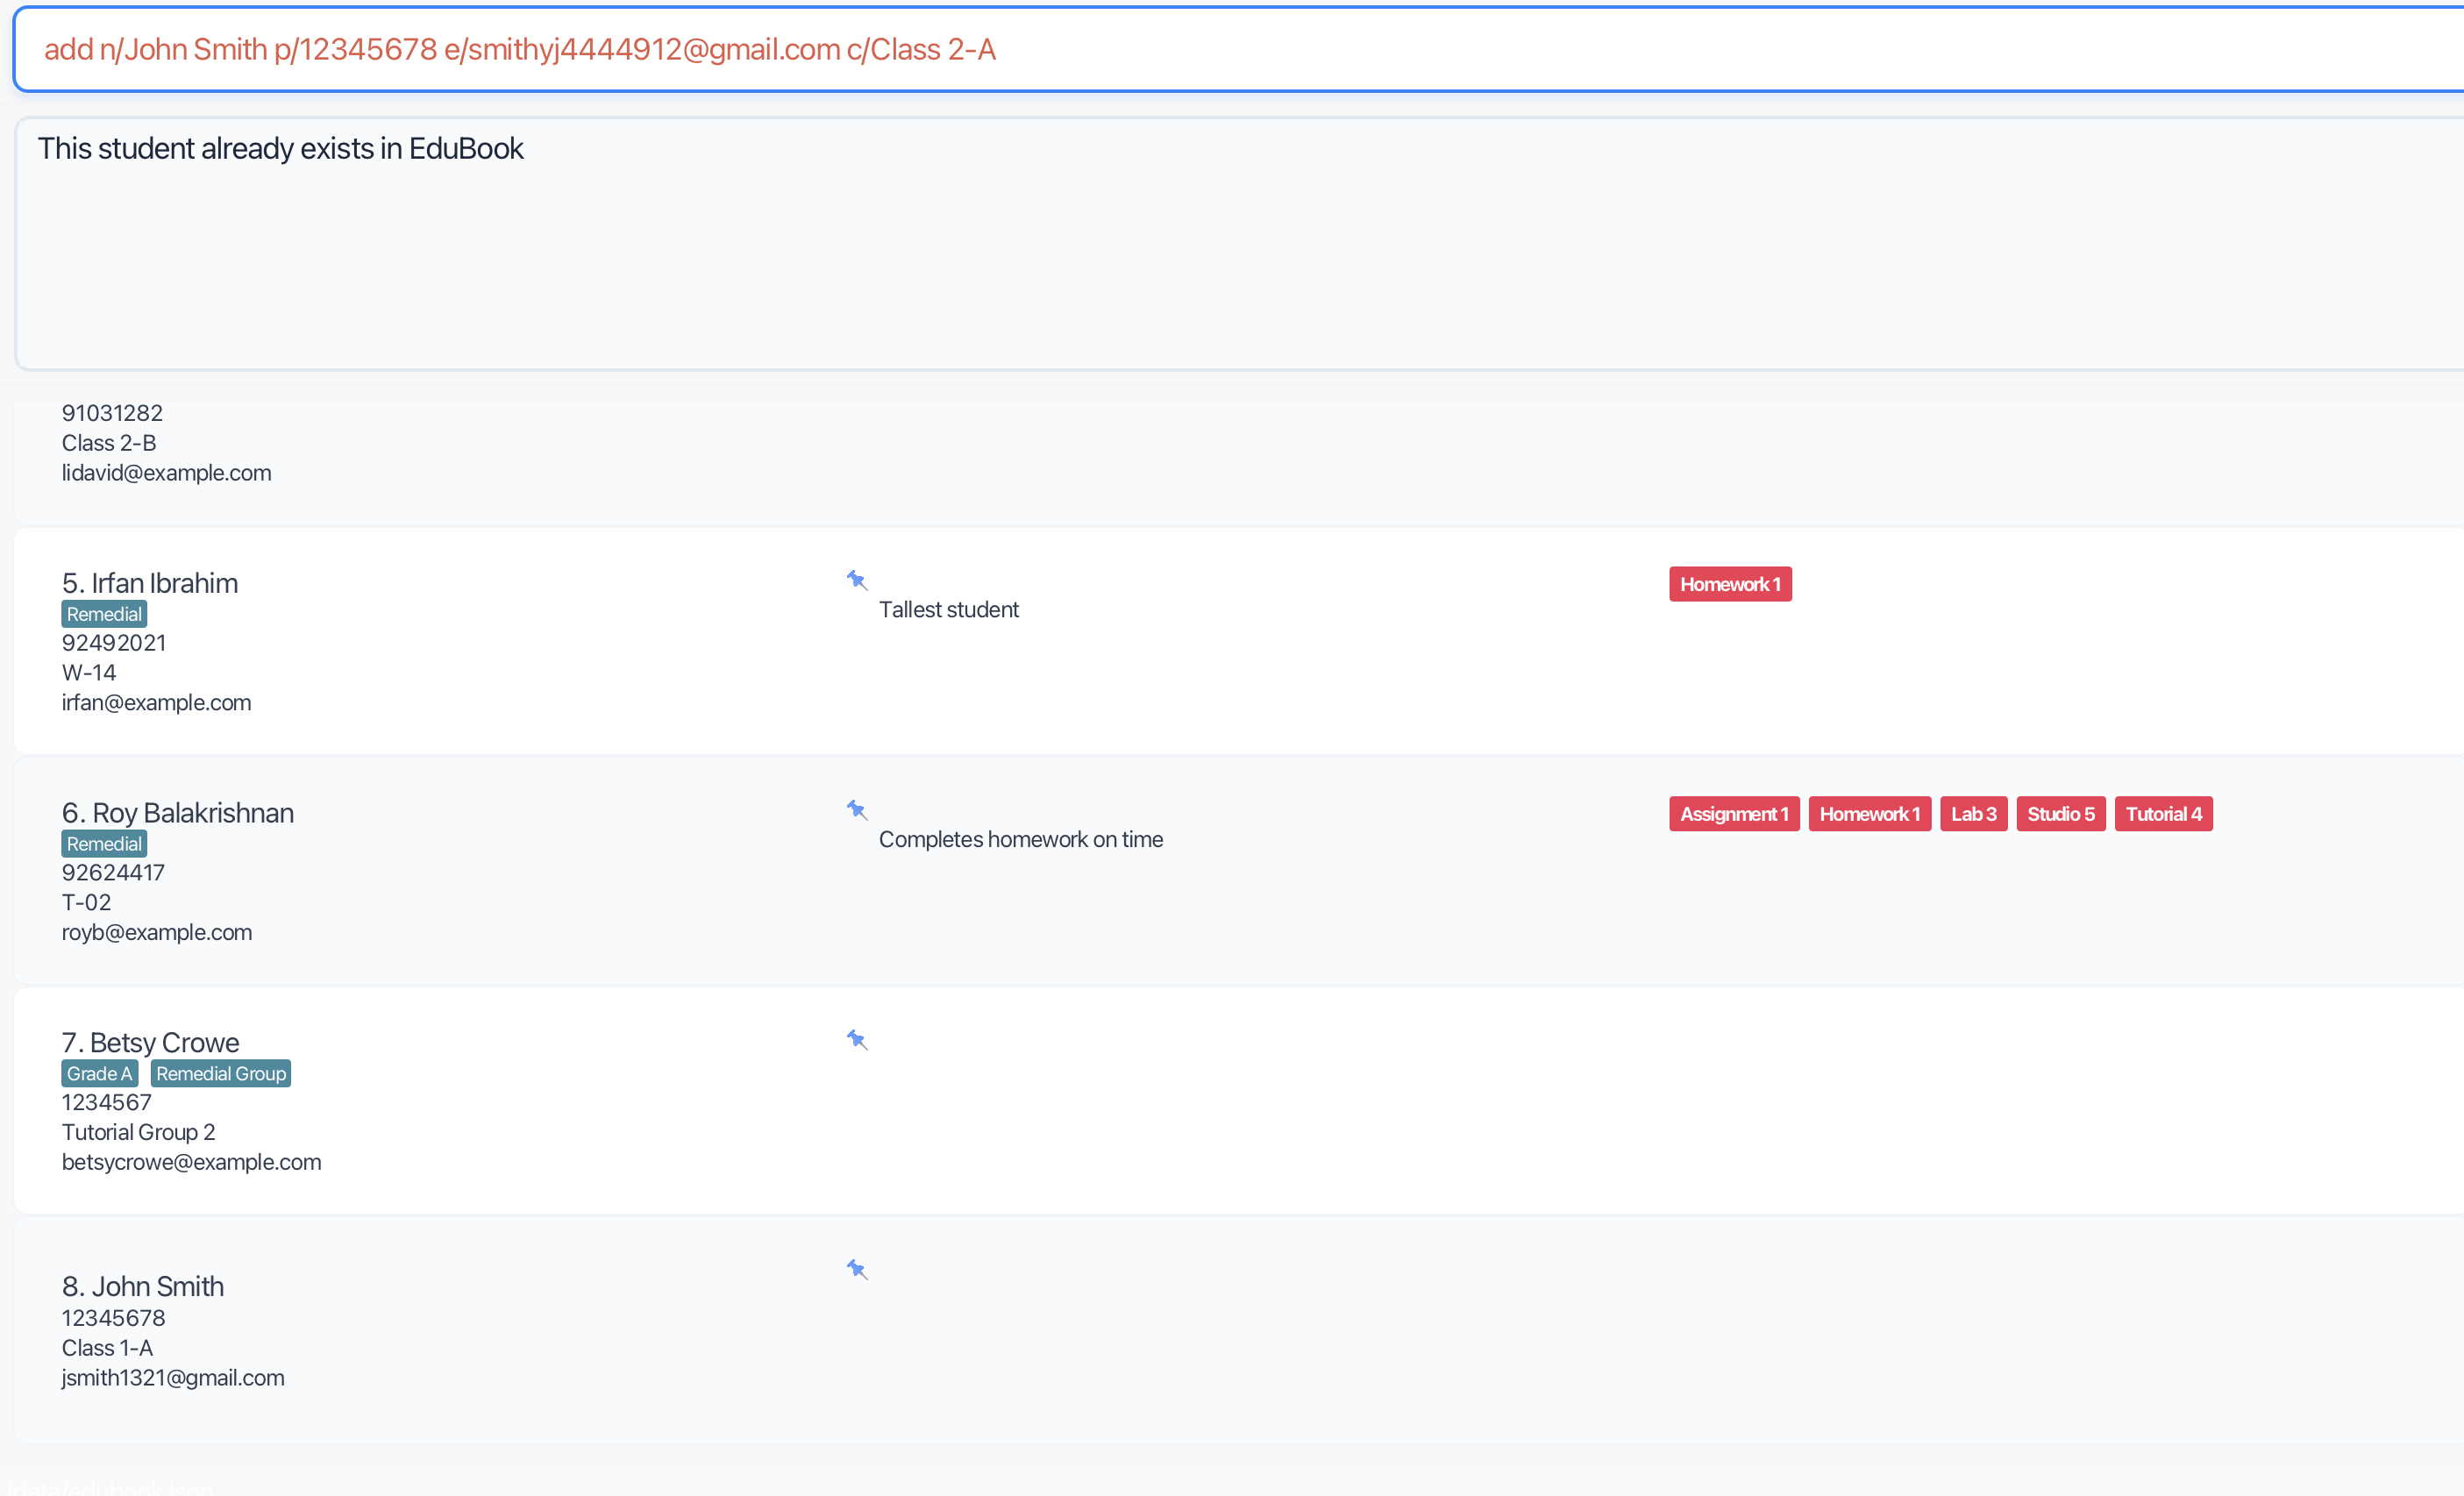 add n/John Smith p/12345678 e/smithyj4444912@gmail.com c/Class 2-A
This student already exists in EduBook
91031282
Class 2-B
lidavid@example.com
5. Irfan Ibrahim
Remedial
92492021
W-14
irfan@example.com
Tallest student
Homework 1
6. Roy Balakrishnan
Remedial
92624417
T-02
royb@example.com
Completes homework on time
Assignment 1 Homework 1 Lab 3 Studio 5 Tutorial 4
7. Betsy Crowe
Grade A Remedial Group
1234567
Tutorial Group 2
betsycrowe@example.com
8. John Smith
12345678
Class 1-A
jsmith1321@gmail.com
/data/edubook.json